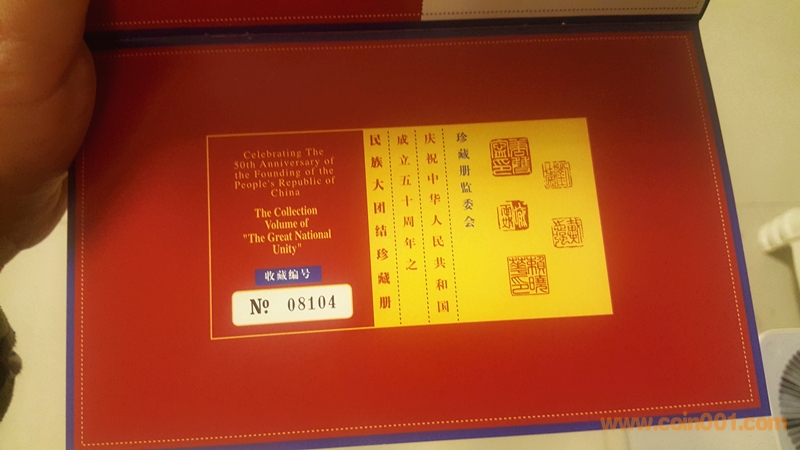 Celebrating The
50th Anniversary of
the Founding of the
People's Republic of
China
The Collection
Volume of
"The Great National
Unity"
收藏编号
№ 08104
珍藏册监委会
庆祝中华人民共和国
成立五十周年之
民族大团结珍藏册
www.coin001.com